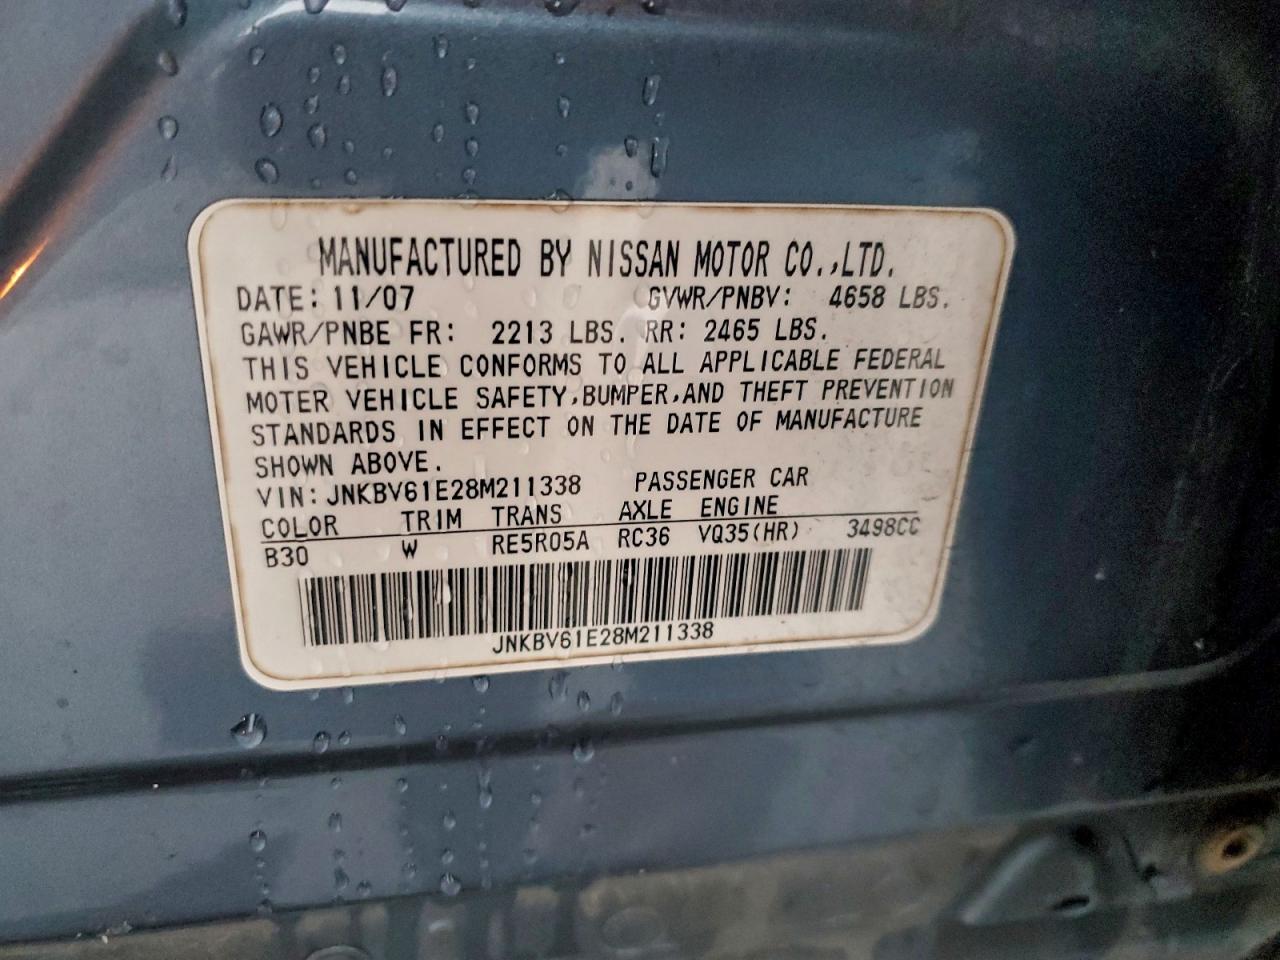 MANUFACTURED BY NISSAN MOTOR CO.,LTD.
DATE: 11/07 GVWR/PNBV: 4658 LBS.
GAWR/PNBE FR: 2213 LBS. RR: 2465 LBS.
THIS VEHICLE CONFORMS TO ALL APPLICABLE FEDERAL
MOTER VEHICLE SAFETY,BUMPER,AND THEFT PREVENTION
STANDARDS IN EFFECT ON THE DATE OF MANUFACTURE
SHOWN ABOVE.
VIN: JNKBV61E28M211338 PASSENGER CAR
COLOR TRIM TRANS AXLE ENGINE
B30 W RE5R05A RC36 VQ35(HR) 3498CC
JNKBV61E28M211338